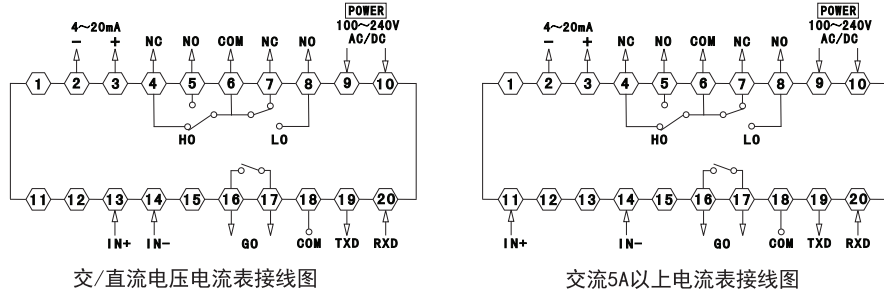 4～20mA
POWER
100～240V
AC/DC
－ + NC NO COM NC NO
1 2 3 4 5 6 7 8 9 10
HO LO
11 12 13 14 15 16 17 18 19 20
IN+ IN- GO COM TXD RXD
交/直流电压电流表接线图
4～20mA
POWER
100～240V
AC/DC
－ + NC NO COM NC NO
1 2 3 4 5 6 7 8 9 10
HO LO
11 12 13 14 15 16 17 18 19 20
IN+ IN- GO COM TXD RXD
交流5A以上电流表接线图